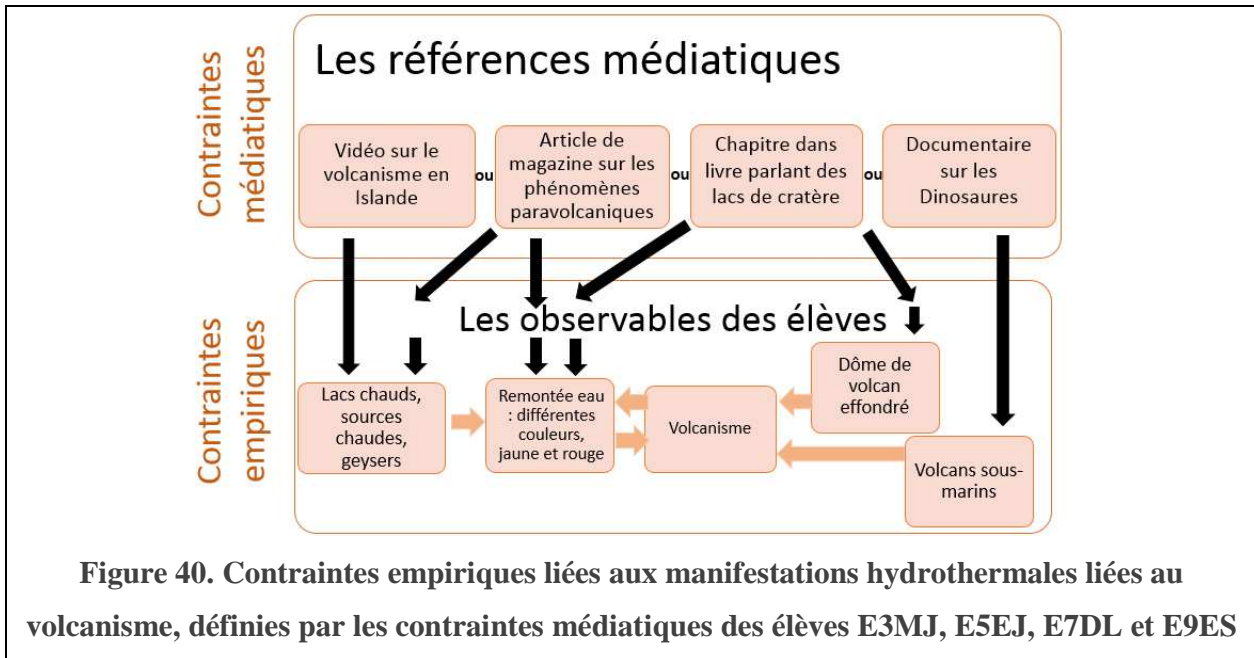 Contraintes
médiatiques
Les références médiatiques
Vidéo sur le
volcanisme en
Islande
ou
Article de
magazine sur les
phénomènes
paravolcaniques
ou
Chapitre dans
livre parlant des
lacs de cratère
ou
Documentaire
sur les
Dinosaures
Contraintes
empiriques
Les observables des élèves
Lacs chauds,
sources
chaudes,
geysers
Remontée eau
: différentes
couleurs,
jaune et rouge
Volcanisme
Dôme de
volcan
effondré
Volcans sous-
marins
Figure 40. Contraintes empiriques liées aux manifestations hydrothermales liées au
volcanisme, définies par les contraintes médiatiques des élèves E3MJ, E5EJ, E7DL et E9ES